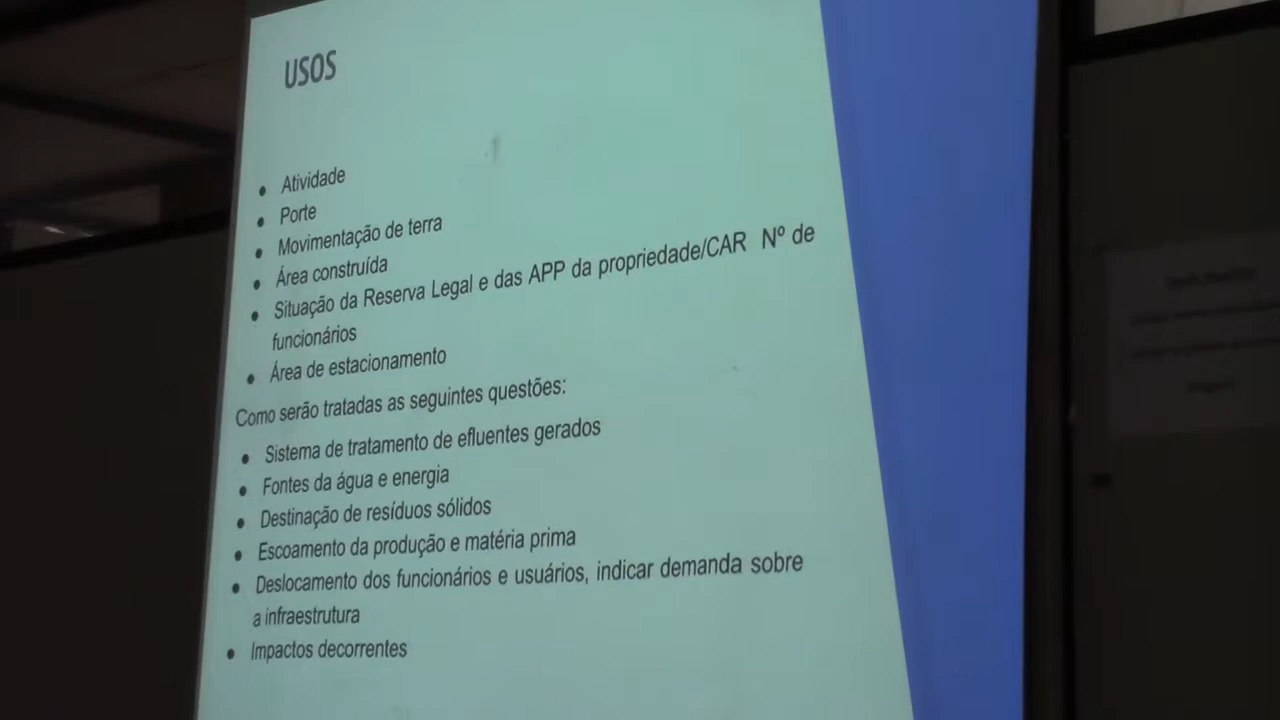 USOS
● Atividade
● Porte
● Movimentação de terra
● Área construída
● Situação da Reserva Legal e das APP da propriedade/CAR Nº de
funcionários
● Área de estacionamento
Como serão tratadas as seguintes questões:
● Sistema de tratamento de efluentes gerados
● Fontes da água e energia
● Destinação de resíduos sólidos
● Escoamento da produção e matéria prima
● Deslocamento dos funcionários e usuários, indicar demanda sobre
a infraestrutura
● Impactos decorrentes